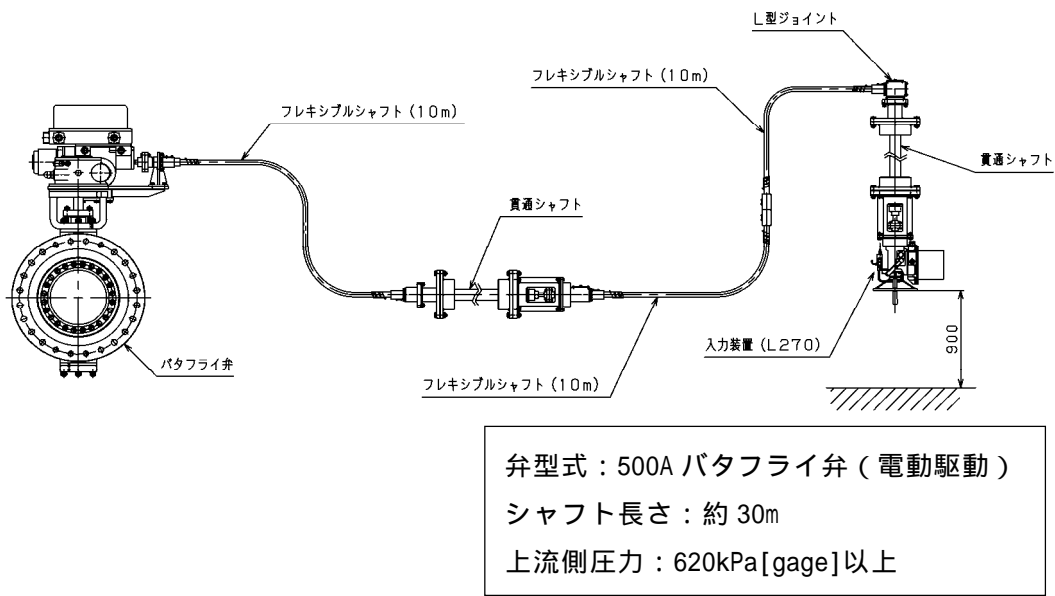 L型ジョイント
フレキシブルシャフト(10m)
フレキシブルシャフト(10m)
貫通シャフト
貫通シャフト
入力装置(L270)
900
バタフライ弁
フレキシブルシャフト(10m)
弁型式:500A バタフライ弁(電動駆動)
シャフト長さ:約 30m
上流側圧力:620kPa[gage]以上